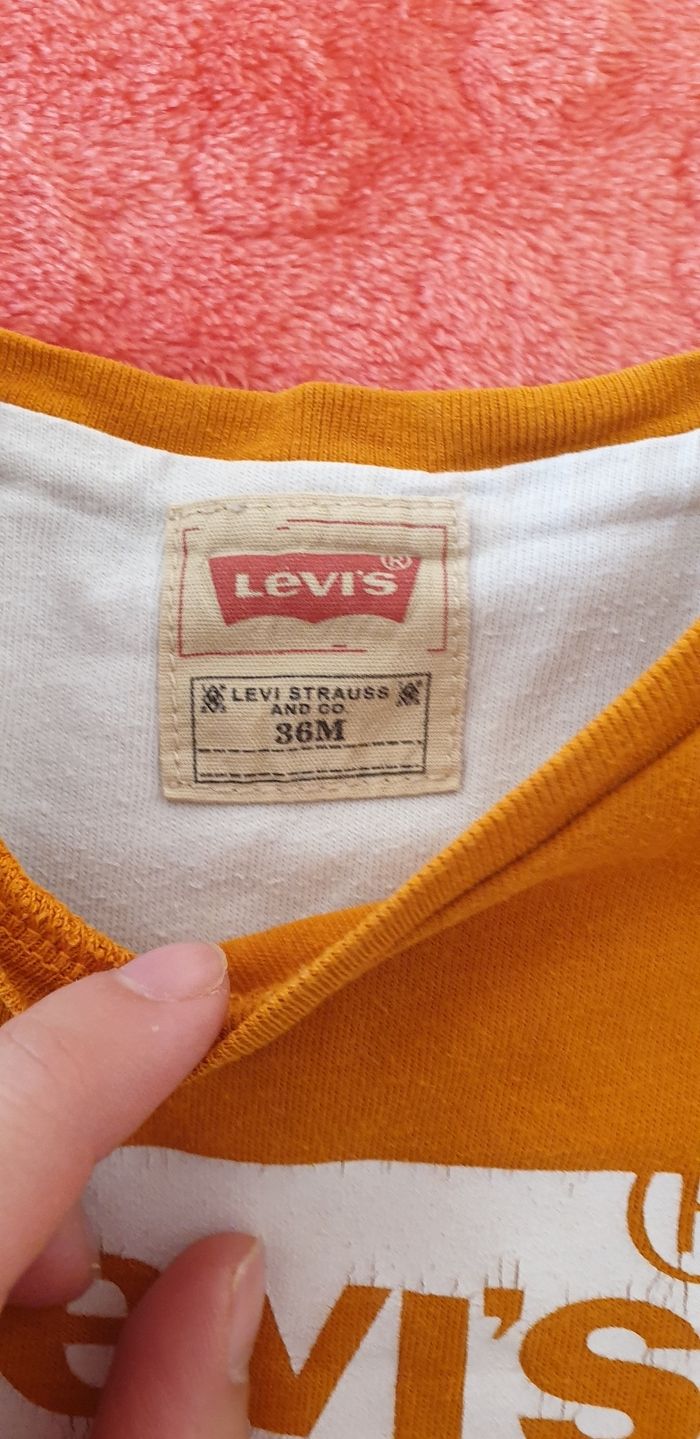 Levi's®
LEVI STRAUSS
AND CO
36M
evi's